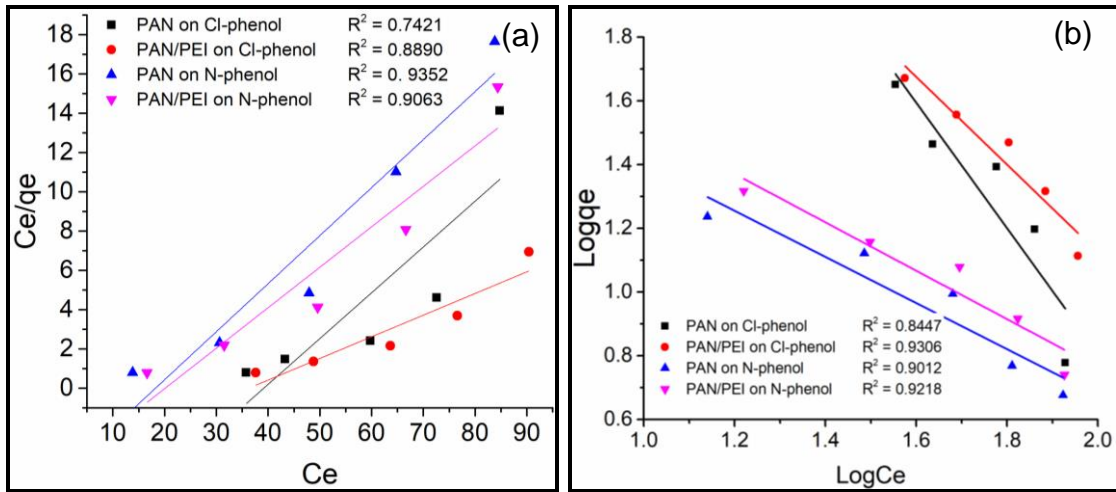 (a)
PAN on Cl-phenol R² = 0.7421
PAN/PEI on Cl-phenol R² = 0.8890
PAN on N-phenol R² = 0. 9352
PAN/PEI on N-phenol R² = 0.9063
18
16
14
12
10
8
6
4
2
0
Ce/qe
10 20 30 40 50 60 70 80 90
Ce
(b)
1.8
1.6
1.4
1.2
1.0
0.8
0.6
Logqe
PAN on Cl-phenol R² = 0.8447
PAN/PEI on Cl-phenol R² = 0.9306
PAN on N-phenol R² = 0.9012
PAN/PEI on N-phenol R² = 0.9218
1.0 1.2 1.4 1.6 1.8 2.0
LogCe